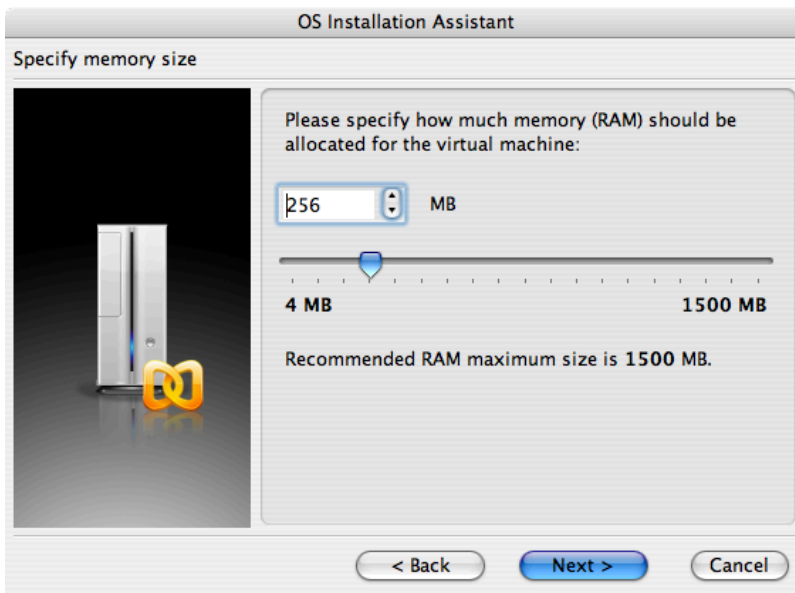 OS Installation Assistant
Specify memory size
Please specify how much memory (RAM) should be
allocated for the virtual machine:
256 MB
4 MB 1500 MB
Recommended RAM maximum size is 1500 MB.
< Back Next > Cancel